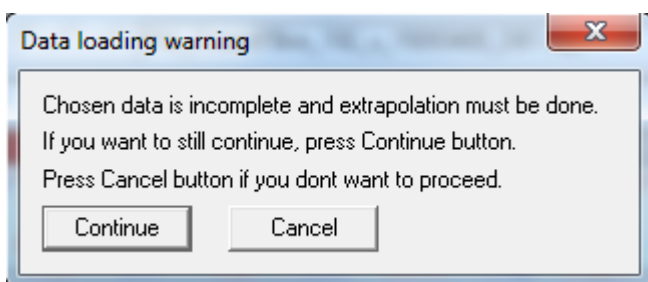 Data loading warning
Chosen data is incomplete and extrapolation must be done.
If you want to still continue, press Continue button.
Press Cancel button if you dont want to proceed.
Continue Cancel